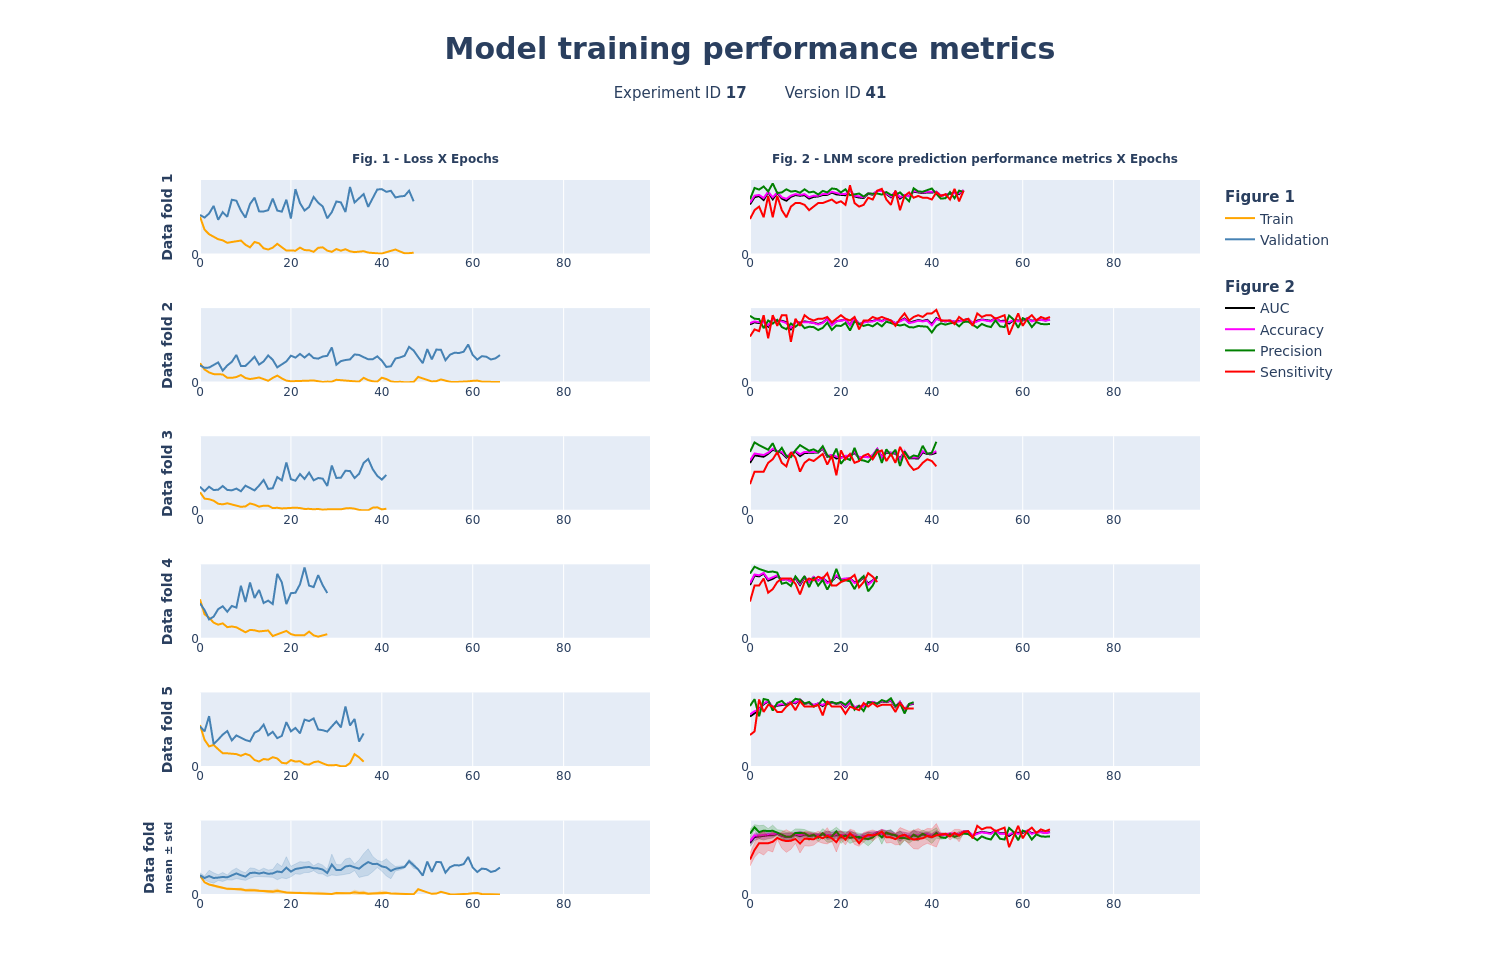 Model training performance metrics
Experiment ID 17 Version ID 41
Fig. 1 - Loss X Epochs
Fig. 2 - LNM score prediction performance metrics X Epochs
Data fold 1
0
0 20 40 60 80
0
0 20 40 60 80
Figure 1
Train
Validation
Figure 2
AUC
Accuracy
Precision
Sensitivity
Data fold 2
0
0 20 40 60 80
0
0 20 40 60 80
Data fold 3
0
0 20 40 60 80
0
0 20 40 60 80
Data fold 4
0
0 20 40 60 80
0
0 20 40 60 80
Data fold 5
0
0 20 40 60 80
0
0 20 40 60 80
Data fold
mean ± std
0
0 20 40 60 80
0
0 20 40 60 80